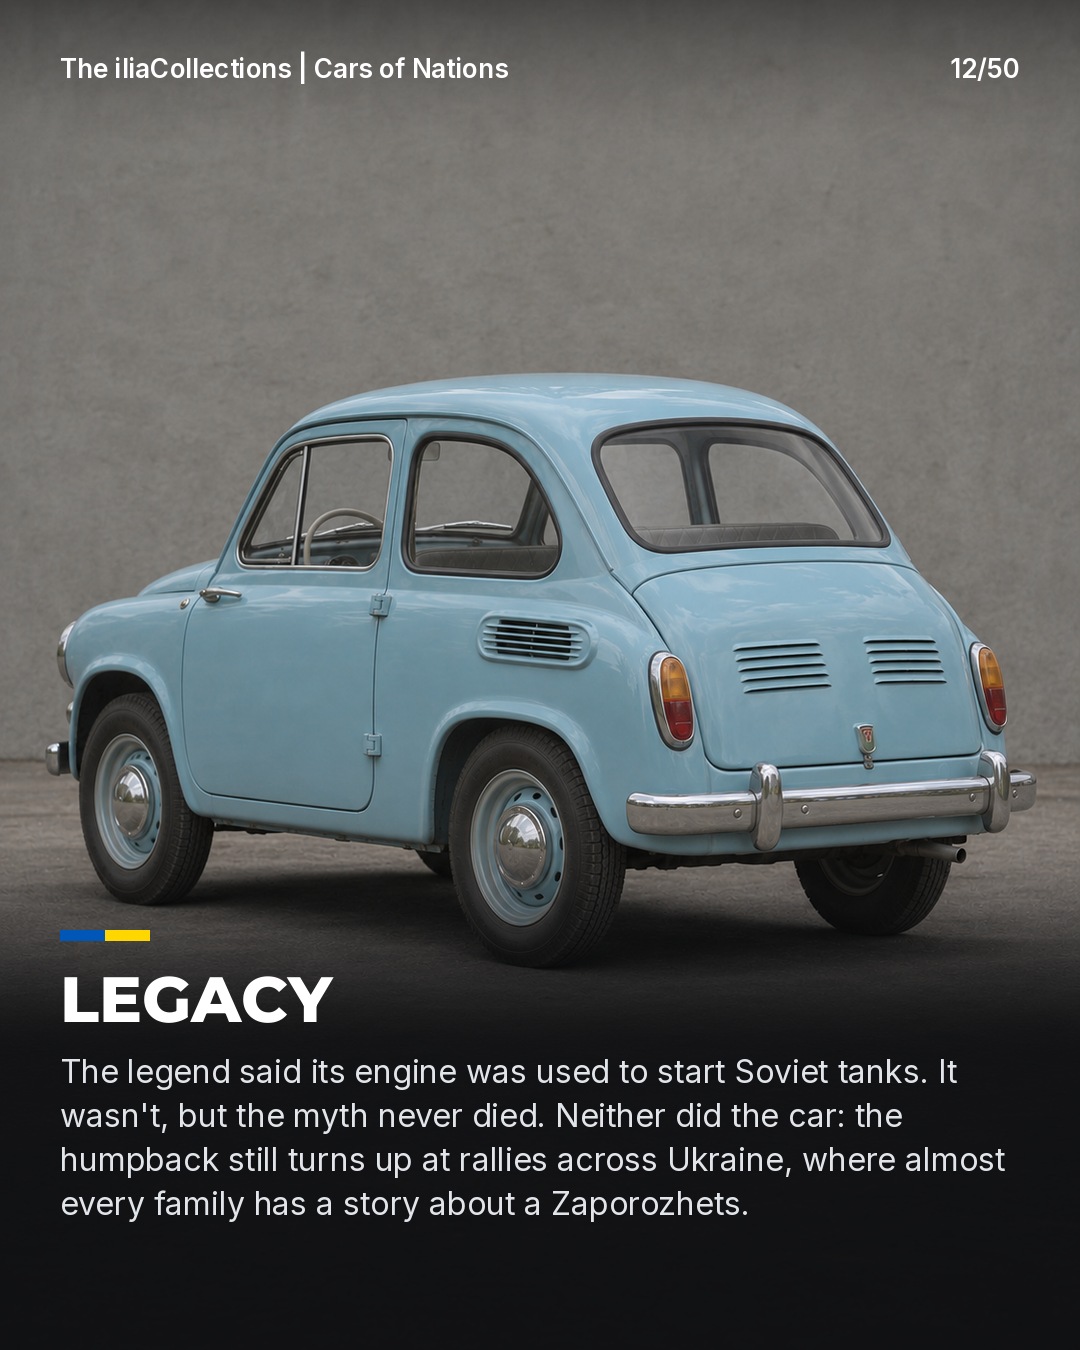 The iliaCollections | Cars of Nations
12/50
LEGACY
The legend said its engine was used to start Soviet tanks. It
wasn't, but the myth never died. Neither did the car: the
humpback still turns up at rallies across Ukraine, where almost
every family has a story about a Zaporozhets.